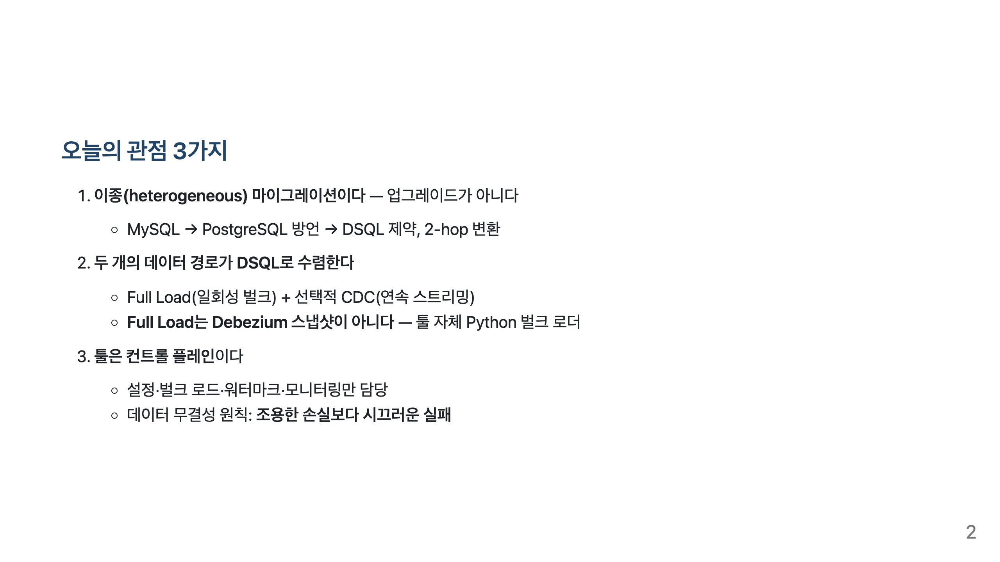 오늘의 관점 3가지
1. 이종(heterogeneous) 마이그레이션이다 — 업그레이드가 아니다
○ MySQL → PostgreSQL 방언 → DSQL 제약, 2-hop 변환
2. 두 개의 데이터 경로가 DSQL로 수렴한다
○ Full Load(일회성 벌크) + 선택적 CDC(연속 스트리밍)
○ Full Load는 Debezium 스냅샷이 아니다 — 툴 자체 Python 벌크 로더
3. 툴은 컨트롤 플레인이다
○ 설정·벌크 로드·워터마크·모니터링만 담당
○ 데이터 무결성 원칙: 조용한 손실보다 시끄러운 실패
2